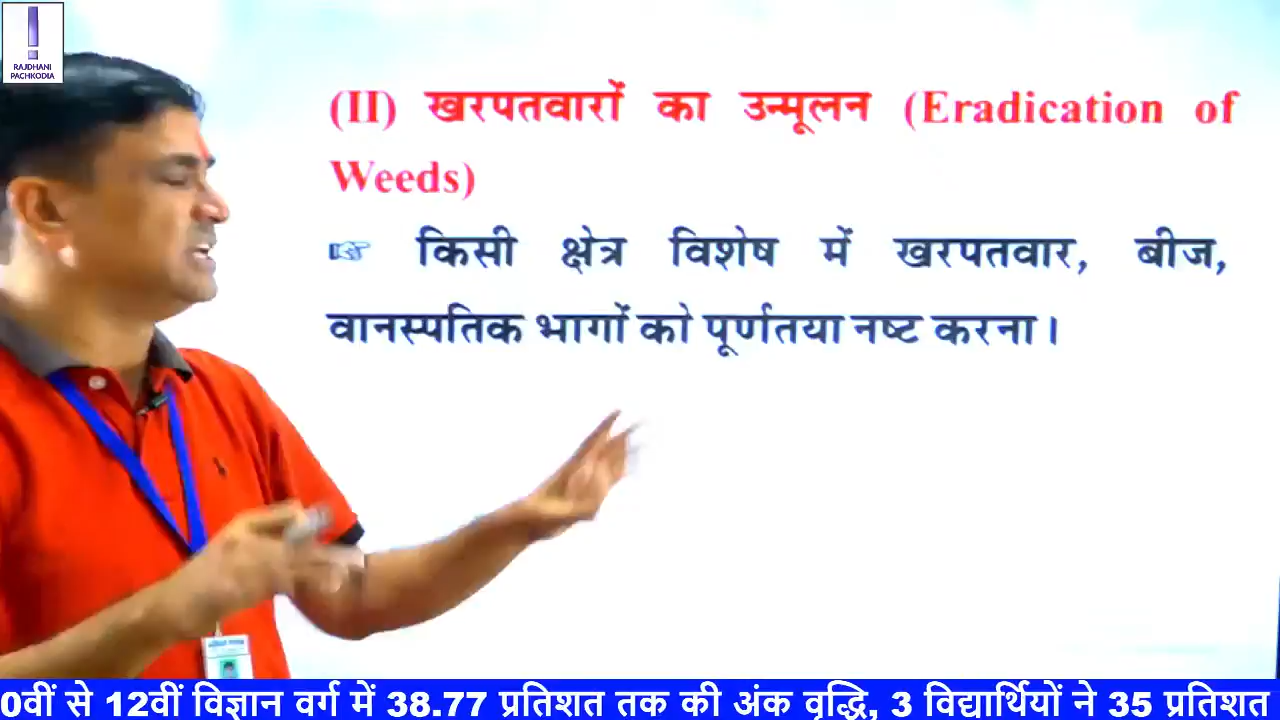 RAJDHANI
PACHKODIA
(II) खरपतवारों का उन्मूलन (Eradication of
Weeds)
☞ किसी क्षेत्र विशेष में खरपतवार, बीज,
वानस्पतिक भागों को पूर्णतया नष्ट करना।
0वीं से 12वीं विज्ञान वर्ग में 38.77 प्रतिशत तक की अंक वृद्धि, 3 विद्यार्थियों ने 35 प्रतिशत